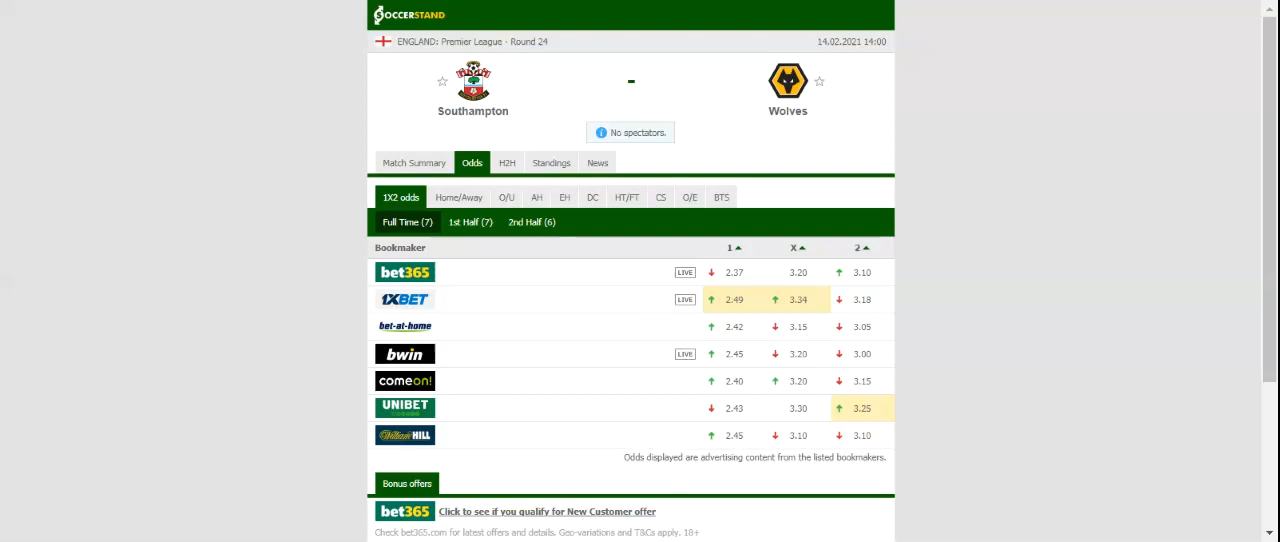 SOCCERSTAND
ENGLAND: Premier League - Round 24 14.02.2021 14:00
-
Southampton Wolves
No spectators.
Match Summary Odds H2H Standings News
1X2 odds Home/Away O/U AH EH DC HT/FT CS O/E BTS
Full Time (7) 1st Half (7) 2nd Half (6)
Bookmaker 1 X 2
bet365 LIVE 2.37 3.20 3.10
1XBET LIVE 2.49 3.34 3.18
bet-at-home 2.42 3.15 3.05
bwin LIVE 2.45 3.20 3.00
comeon! 2.40 3.20 3.15
UNIBET 2.43 3.30 3.25
William HILL 2.45 3.10 3.10
Odds displayed are advertising content from the listed bookmakers.
Bonus offers
bet365 Click to see if you qualify for New Customer offer
Check bet365.com for latest offers and details. Geo-variations and T&Cs apply. 18+